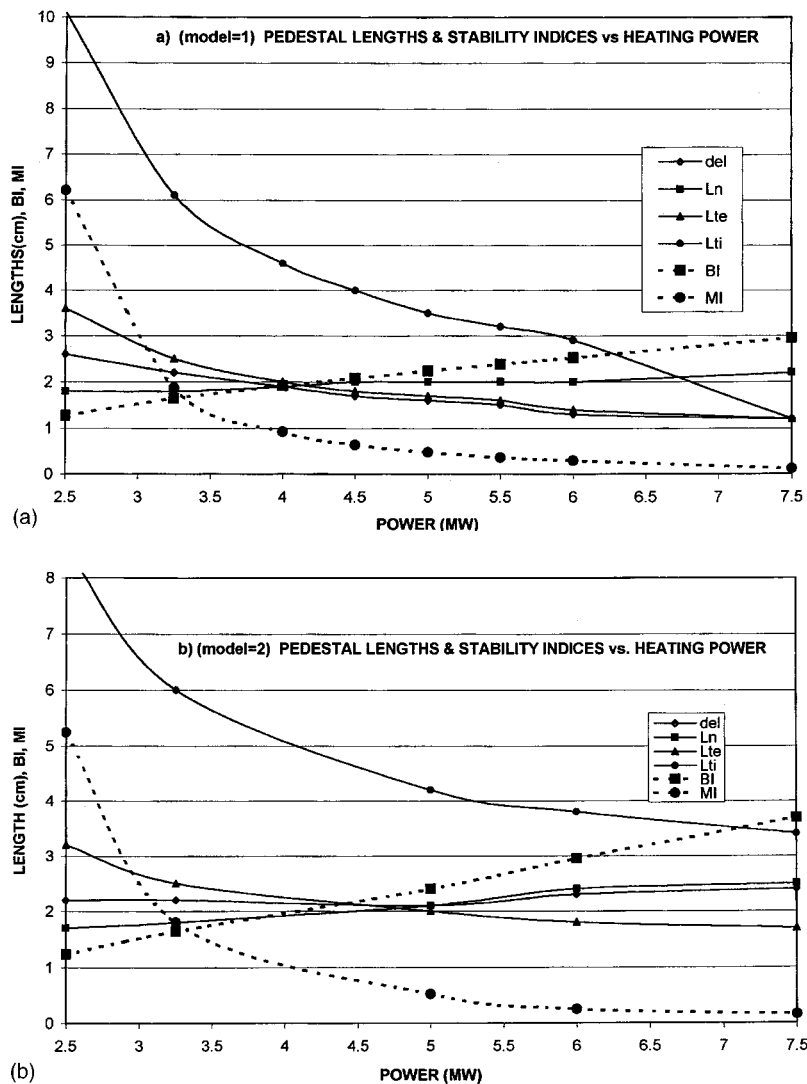 a) (model=1) PEDESTAL LENGTHS & STABILITY INDICES vs HEATING POWER
LENGTHS(cm), BI, MI
10
9
8
7
6
5
4
3
2
1
0
del
Ln
Lte
Lti
BI
MI
2.5 3 3.5 4 4.5 5 5.5 6 6.5 7 7.5
POWER (MW)
(a)
b) (model=2) PEDESTAL LENGTHS & STABILITY INDICES vs. HEATING POWER
LENGTH (cm), BI, MI
8
7
6
5
4
3
2
1
0
del
Ln
Lte
Lti
BI
MI
2.5 3 3.5 4 4.5 5 5.5 6 6.5 7 7.5
POWER (MW)
(b)